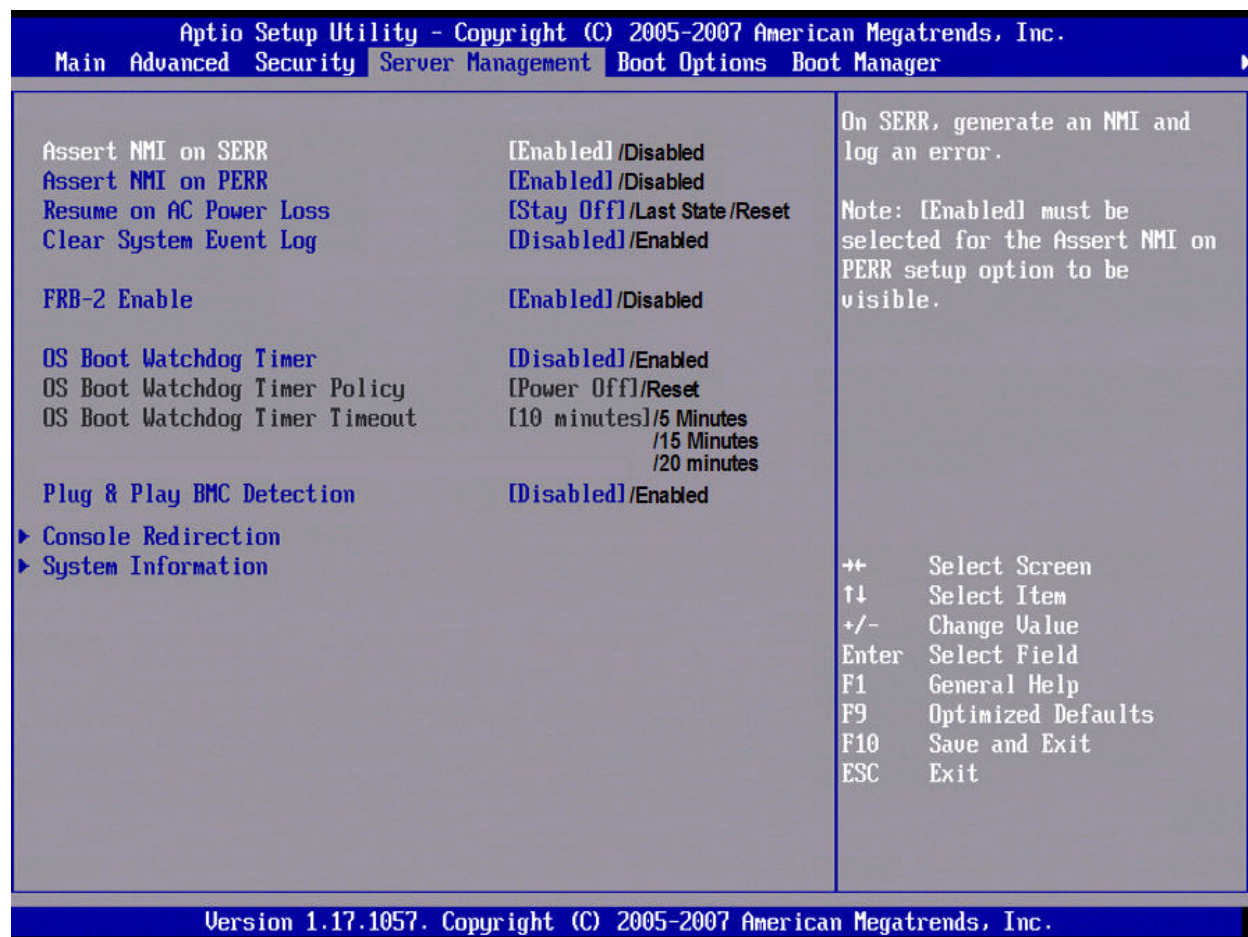 Aptio Setup Utility - Copyright (C) 2005-2007 American Megatrends, Inc.
Main Advanced Security Server Management Boot Options Boot Manager
Assert NMI on SERR [Enabled] /Disabled
Assert NMI on PERR [Enabled] /Disabled
Resume on AC Power Loss [Stay Off] /Last State /Reset
Clear System Event Log [Disabled] /Enabled
FRB-2 Enable [Enabled] /Disabled
OS Boot Watchdog Timer [Disabled] /Enabled
OS Boot Watchdog Timer Policy [Power Off]/Reset
OS Boot Watchdog Timer Timeout [10 minutes]/5 Minutes
/15 Minutes
/20 minutes
Plug & Play BMC Detection [Disabled] /Enabled
Console Redirection
System Information
On SERR, generate an NMI and
log an error.
Note: [Enabled] must be
selected for the Assert NMI on
PERR setup option to be
visible.
→← Select Screen
↑↓ Select Item
+/- Change Value
Enter Select Field
F1 General Help
F9 Optimized Defaults
F10 Save and Exit
ESC Exit
Version 1.17.1057. Copyright (C) 2005-2007 American Megatrends, Inc.